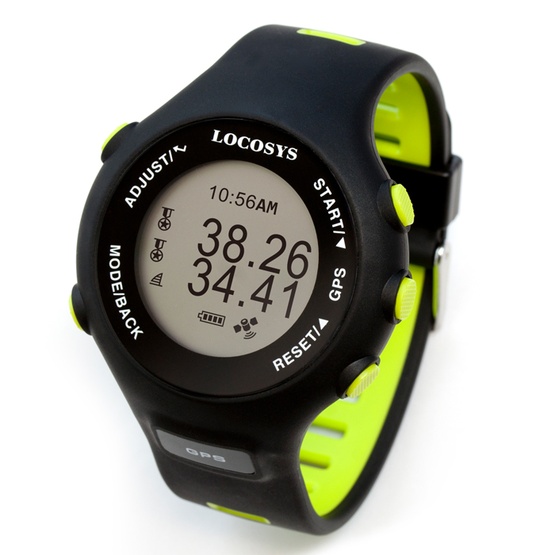 LOCOSYS
ADJUST/↖
START/▼
10:56AM
38.26
34.41
MODE/BACK
GPS
RESET/▲
GPS